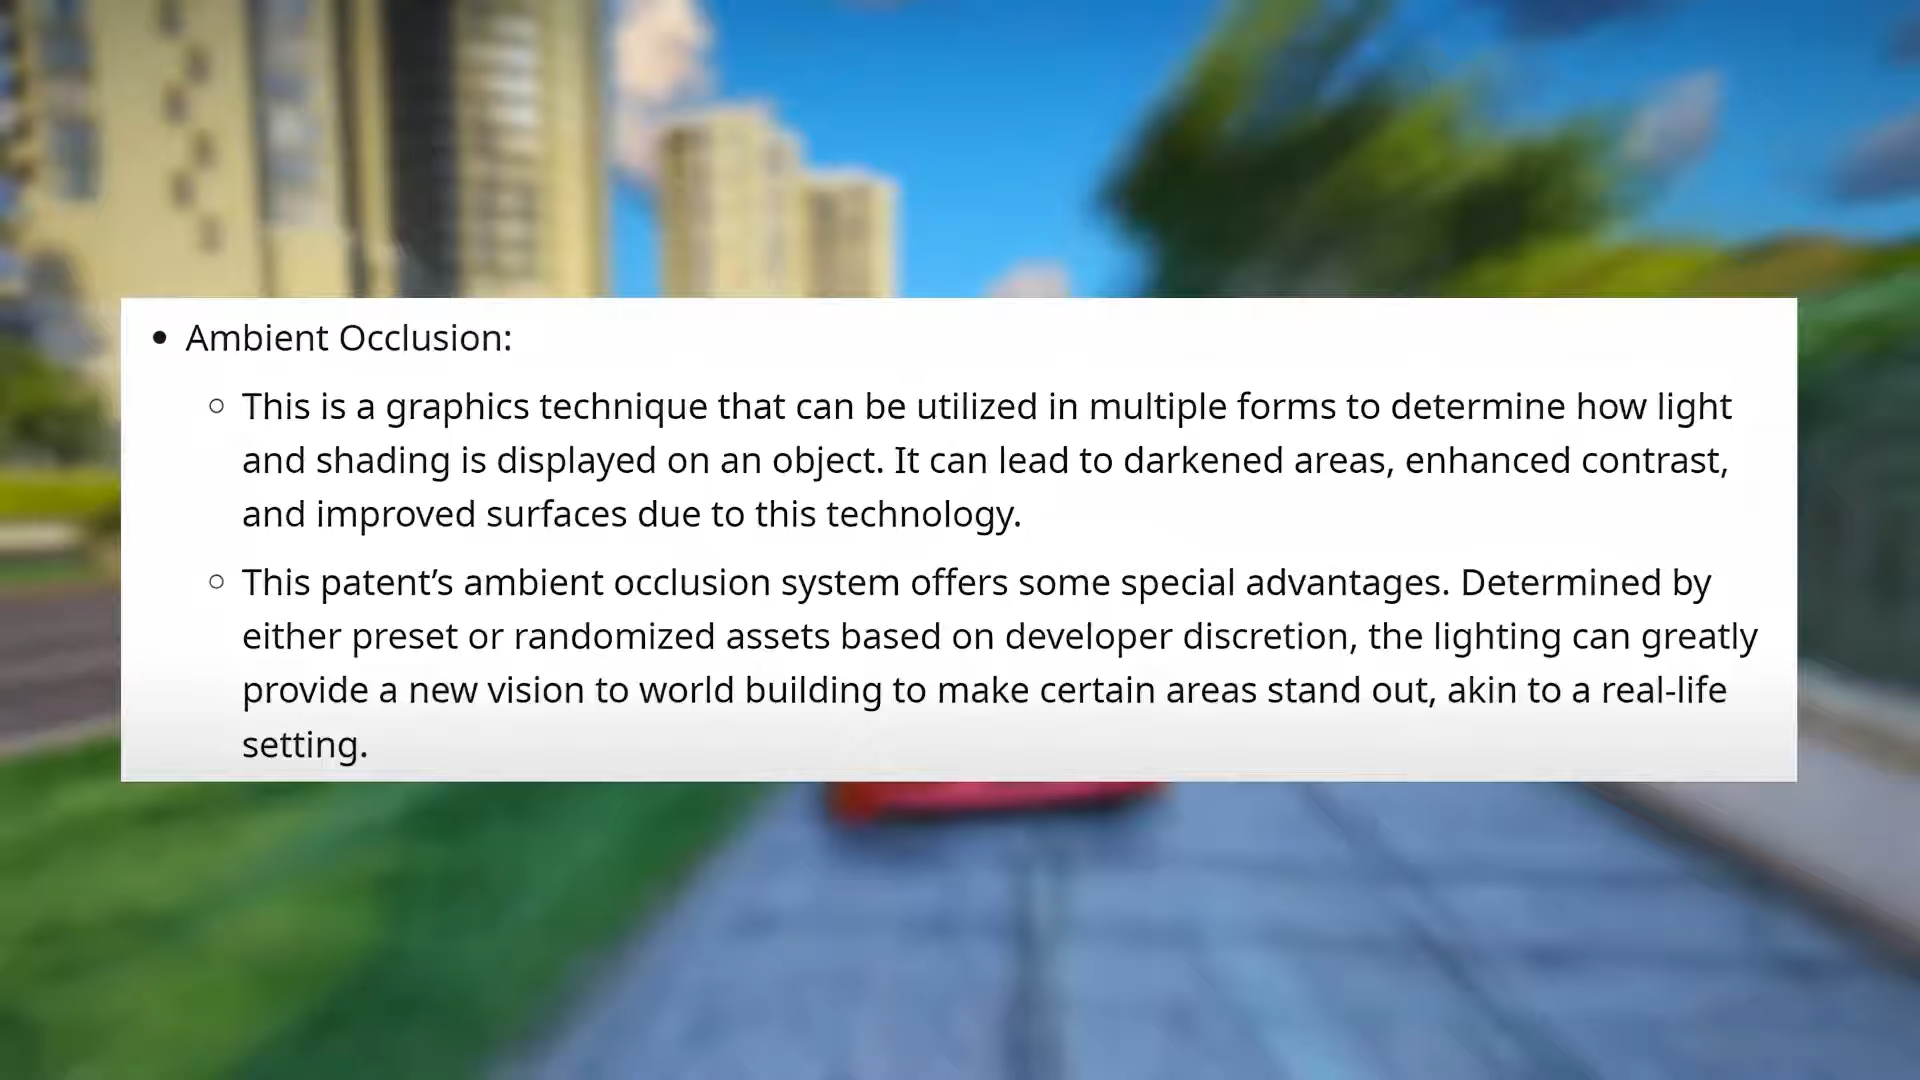 • Ambient Occlusion:
○ This is a graphics technique that can be utilized in multiple forms to determine how light
and shading is displayed on an object. It can lead to darkened areas, enhanced contrast,
and improved surfaces due to this technology.
○ This patent’s ambient occlusion system offers some special advantages. Determined by
either preset or randomized assets based on developer discretion, the lighting can greatly
provide a new vision to world building to make certain areas stand out, akin to a real-life
setting.